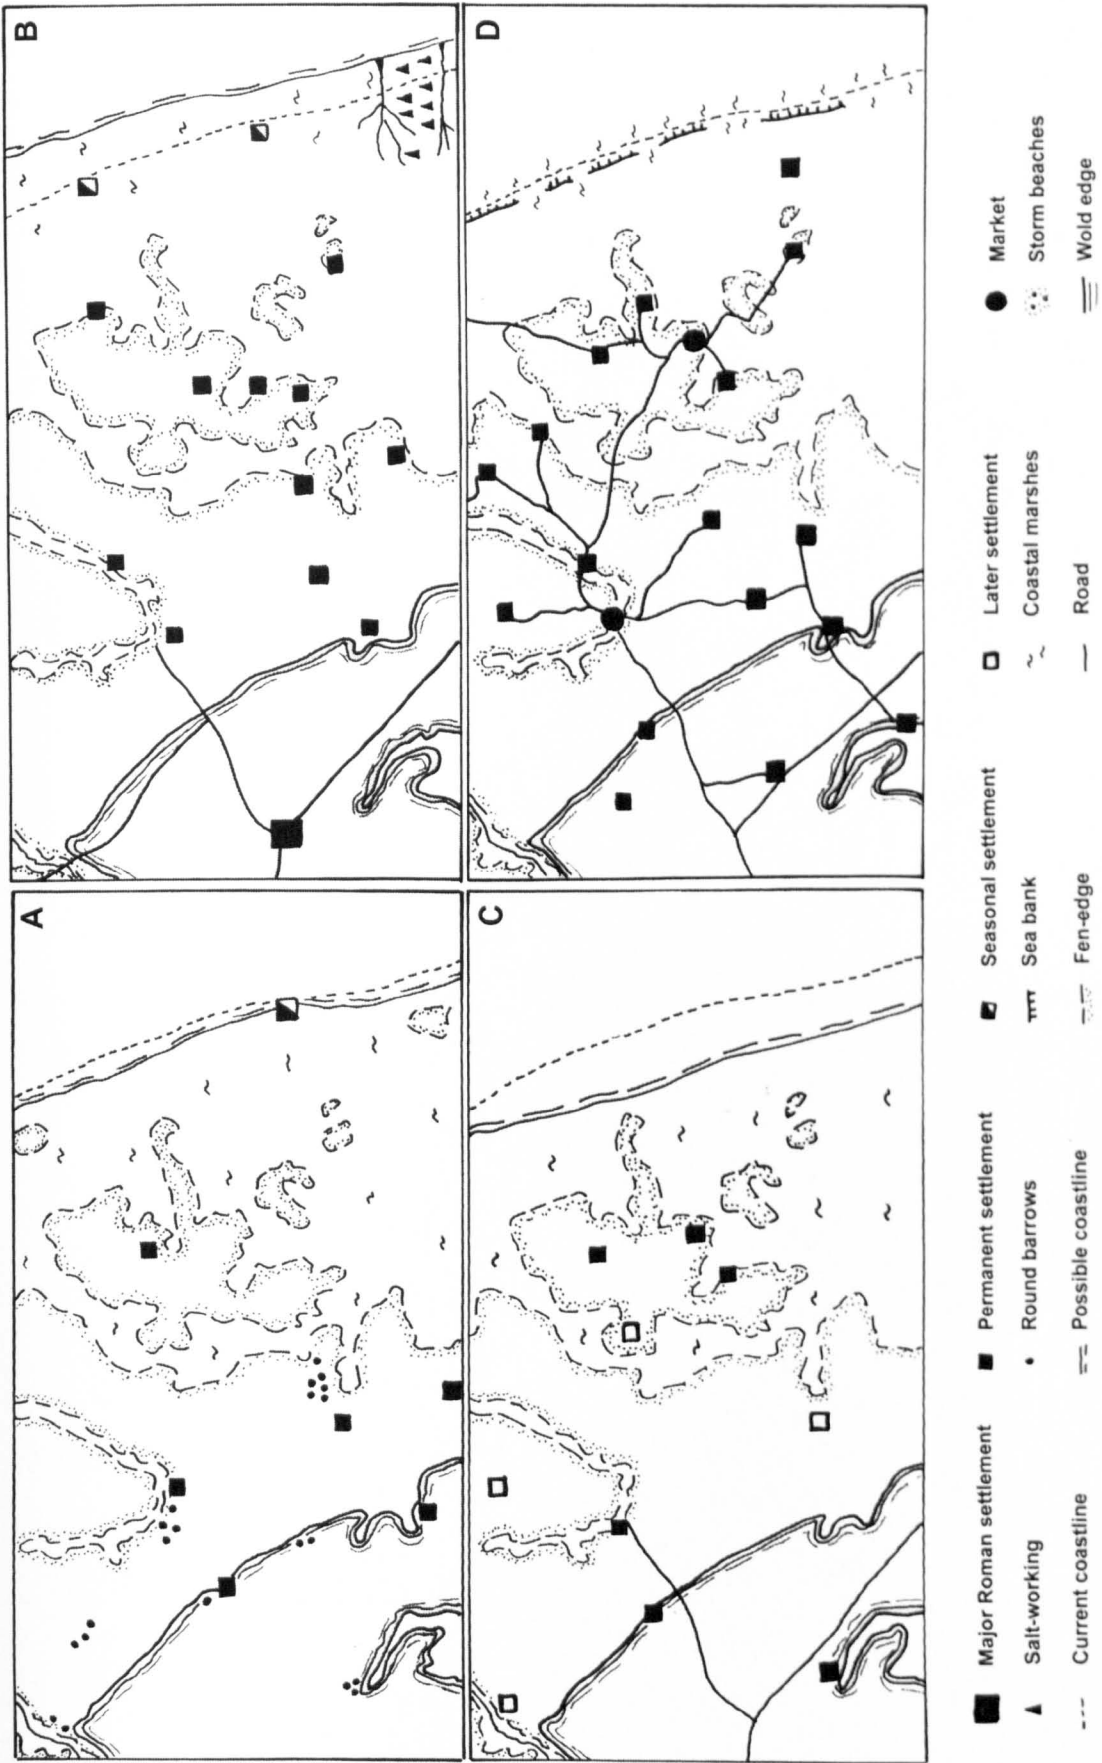 A
B
C
D
Major Roman settlement Permanent settlement Seasonal settlement Later settlement Market
Salt-working Round barrows Sea bank Coastal marshes Storm beaches
Current coastline Possible coastline Fen-edge Road Wold edge